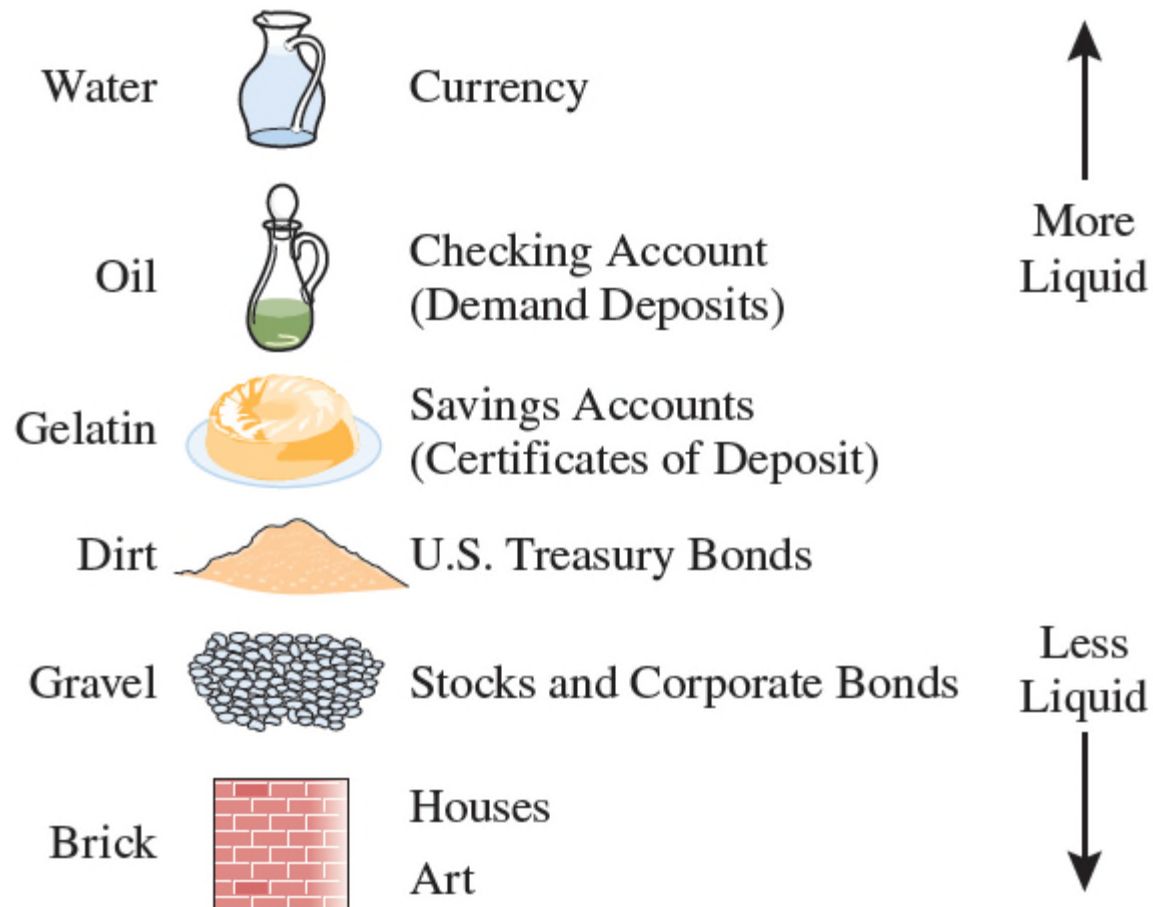 Water
Currency
More
Liquid
Oil
Checking Account
(Demand Deposits)
Gelatin
Savings Accounts
(Certificates of Deposit)
Dirt
U.S. Treasury Bonds
Gravel
Stocks and Corporate Bonds
Less
Liquid
Brick
Houses
Art